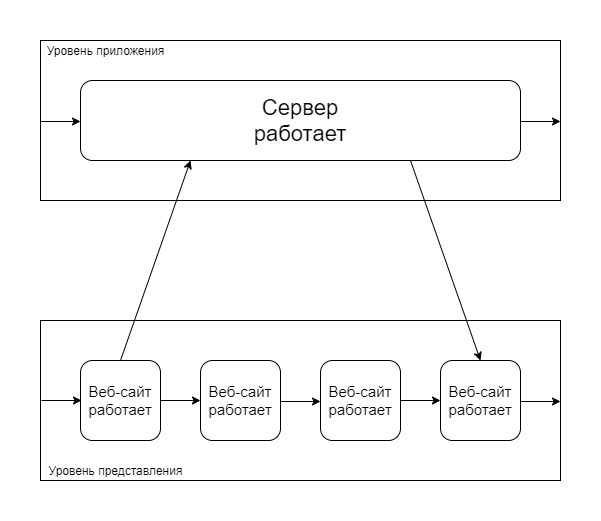 Уровень приложения
Сервер
работает
Веб-сайт
работает
Веб-сайт
работает
Веб-сайт
работает
Веб-сайт
работает
Уровень представления